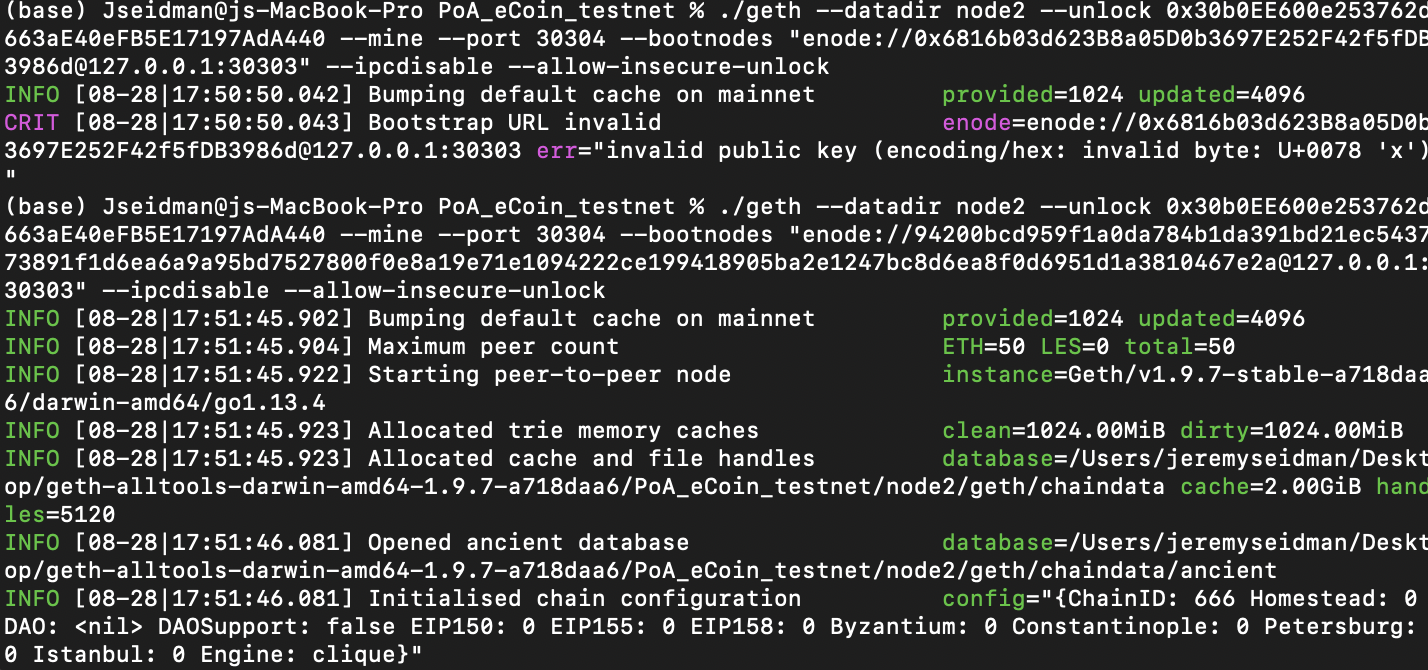 (base) Jseidman@js-MacBook-Pro PoA_eCoin_testnet % ./geth --datadir node2 --unlock 0x30b0EE600e253762d
663aE40eFB5E17197AdA440 --mine --port 30304 --bootnodes "enode://0x6816b03d623B8a05D0b3697E252F42f5fDB
3986d@127.0.0.1:30303" --ipcdisable --allow-insecure-unlock
INFO [08-28|17:50:50.042] Bumping default cache on mainnet provided=1024 updated=4096
CRIT [08-28|17:50:50.043] Bootstrap URL invalid enode=enode://0x6816b03d623B8a05D0b
3697E252F42f5fDB3986d@127.0.0.1:30303 err="invalid public key (encoding/hex: invalid byte: U+0078 'x')
"
(base) Jseidman@js-MacBook-Pro PoA_eCoin_testnet % ./geth --datadir node2 --unlock 0x30b0EE600e253762d
663aE40eFB5E17197AdA440 --mine --port 30304 --bootnodes "enode://94200bcd959f1a0da784b1da391bd21ec5437
73891f1d6ea6a9a95bd7527800f0e8a19e71e1094222ce199418905ba2e1247bc8d6ea8f0d6951d1a3810467e2a@127.0.0.1:
30303" --ipcdisable --allow-insecure-unlock
INFO [08-28|17:51:45.902] Bumping default cache on mainnet provided=1024 updated=4096
INFO [08-28|17:51:45.904] Maximum peer count ETH=50 LES=0 total=50
INFO [08-28|17:51:45.922] Starting peer-to-peer node instance=Geth/v1.9.7-stable-a718daa
6/darwin-amd64/go1.13.4
INFO [08-28|17:51:45.923] Allocated trie memory caches clean=1024.00MiB dirty=1024.00MiB
INFO [08-28|17:51:45.923] Allocated cache and file handles database=/Users/jeremyseidman/Deskt
op/geth-alltools-darwin-amd64-1.9.7-a718daa6/PoA_eCoin_testnet/node2/geth/chaindata cache=2.00GiB hand
les=5120
INFO [08-28|17:51:46.081] Opened ancient database database=/Users/jeremyseidman/Deskt
op/geth-alltools-darwin-amd64-1.9.7-a718daa6/PoA_eCoin_testnet/node2/geth/chaindata/ancient
INFO [08-28|17:51:46.081] Initialised chain configuration config="{ChainID: 666 Homestead: 0
DAO: <nil> DAOSupport: false EIP150: 0 EIP155: 0 EIP158: 0 Byzantium: 0 Constantinople: 0 Petersburg:
0 Istanbul: 0 Engine: clique}"